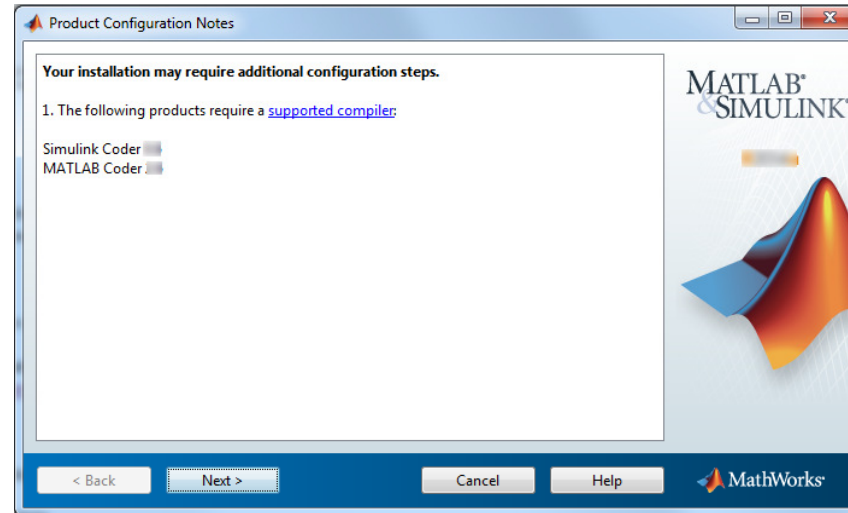 Product Configuration Notes
Your installation may require additional configuration steps.
1. The following products require a supported compiler:
Simulink Coder
MATLAB Coder
MATLAB®
&SIMULINK®
< Back
Next >
Cancel
Help
MathWorks®